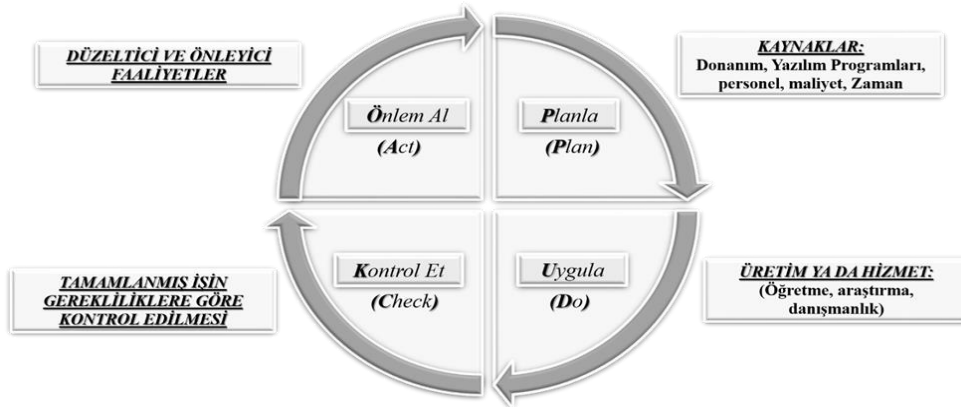 DÜZELTİCİ VE ÖNLEYİCİ
FAALİYETLER
Önlem Al
(Act)
Planla
(Plan)
KAYNAKLAR:
Donanım, Yazılım Programları,
personel, maliyet, Zaman
TAMAMLANMIŞ İŞİN
GEREKLİLİKLERE GÖRE
KONTROL EDİLMESİ
Kontrol Et
(Check)
Uygula
(Do)
ÜRETİM YA DA HİZMET:
(Öğretme, araştırma,
danışmanlık)